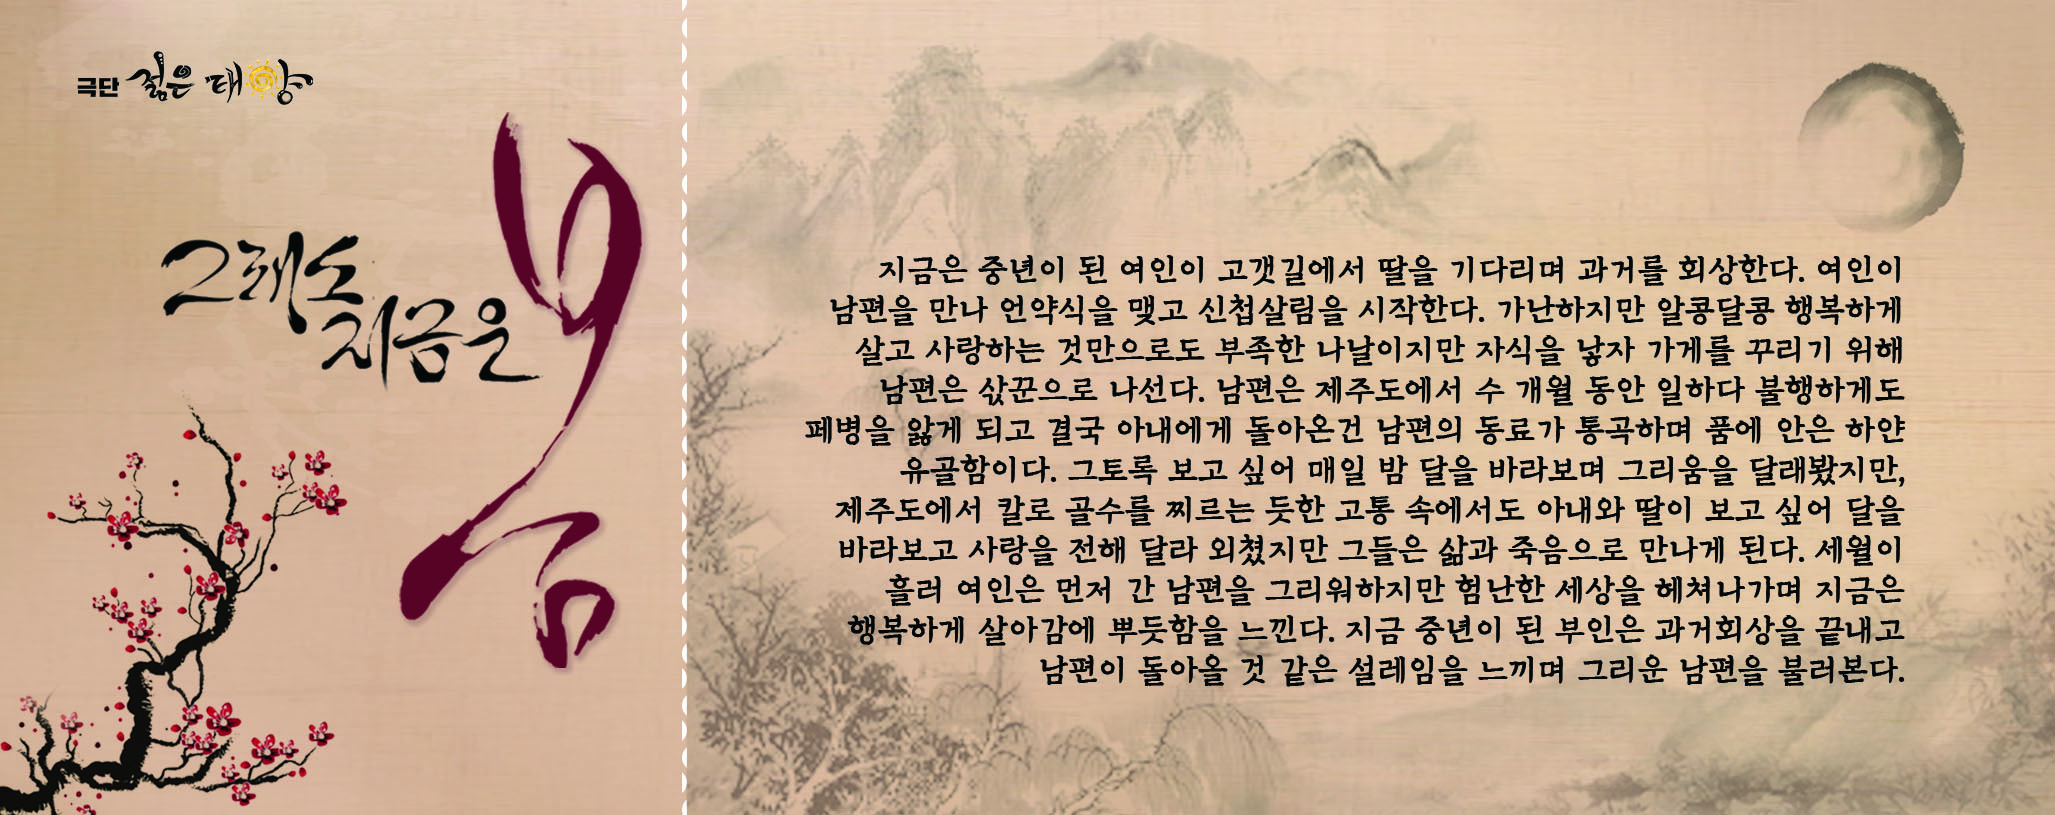 극단 젊은 태양
그래도
지금은
봄
지금은 중년이 된 여인이 고갯길에서 딸을 기다리며 과거를 회상한다. 여인이
남편을 만나 언약식을 맺고 신첩살림을 시작한다. 가난하지만 알콩달콩 행복하게
살고 사랑하는 것만으로도 부족한 나날이지만 자식을 낳자 가게를 꾸리기 위해
남편은 삯꾼으로 나선다. 남편은 제주도에서 수 개월 동안 일하다 불행하게도
페병을 앓게 되고 결국 아내에게 돌아온건 남편의 동료가 통곡하며 품에 안은 하얀
유골함이다. 그토록 보고 싶어 매일 밤 달을 바라보며 그리움을 달래봤지만,
제주도에서 칼로 골수를 찌르는 듯한 고통 속에서도 아내와 딸이 보고 싶어 달을
바라보고 사랑을 전해 달라 외쳤지만 그들은 삶과 죽음으로 만나게 된다. 세월이
흘러 여인은 먼저 간 남편을 그리워하지만 험난한 세상을 헤쳐나가며 지금은
행복하게 살아감에 뿌듯함을 느낀다. 지금 중년이 된 부인은 과거회상을 끝내고
남편이 돌아올 것 같은 설레임을 느끼며 그리운 남편을 불러본다.